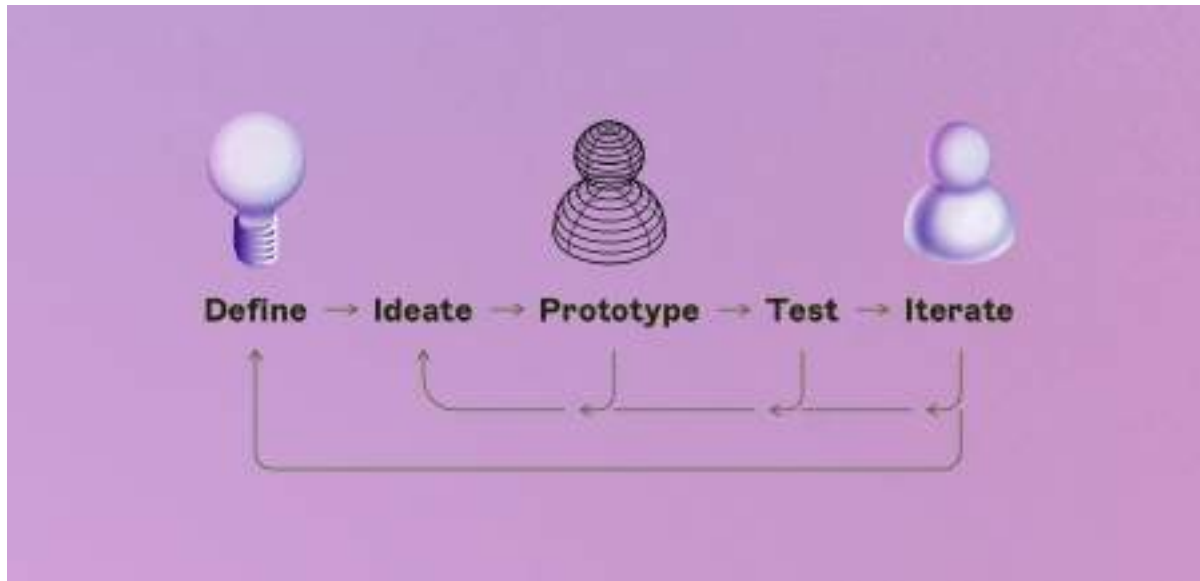 Define → Ideate → Prototype → Test → Iterate